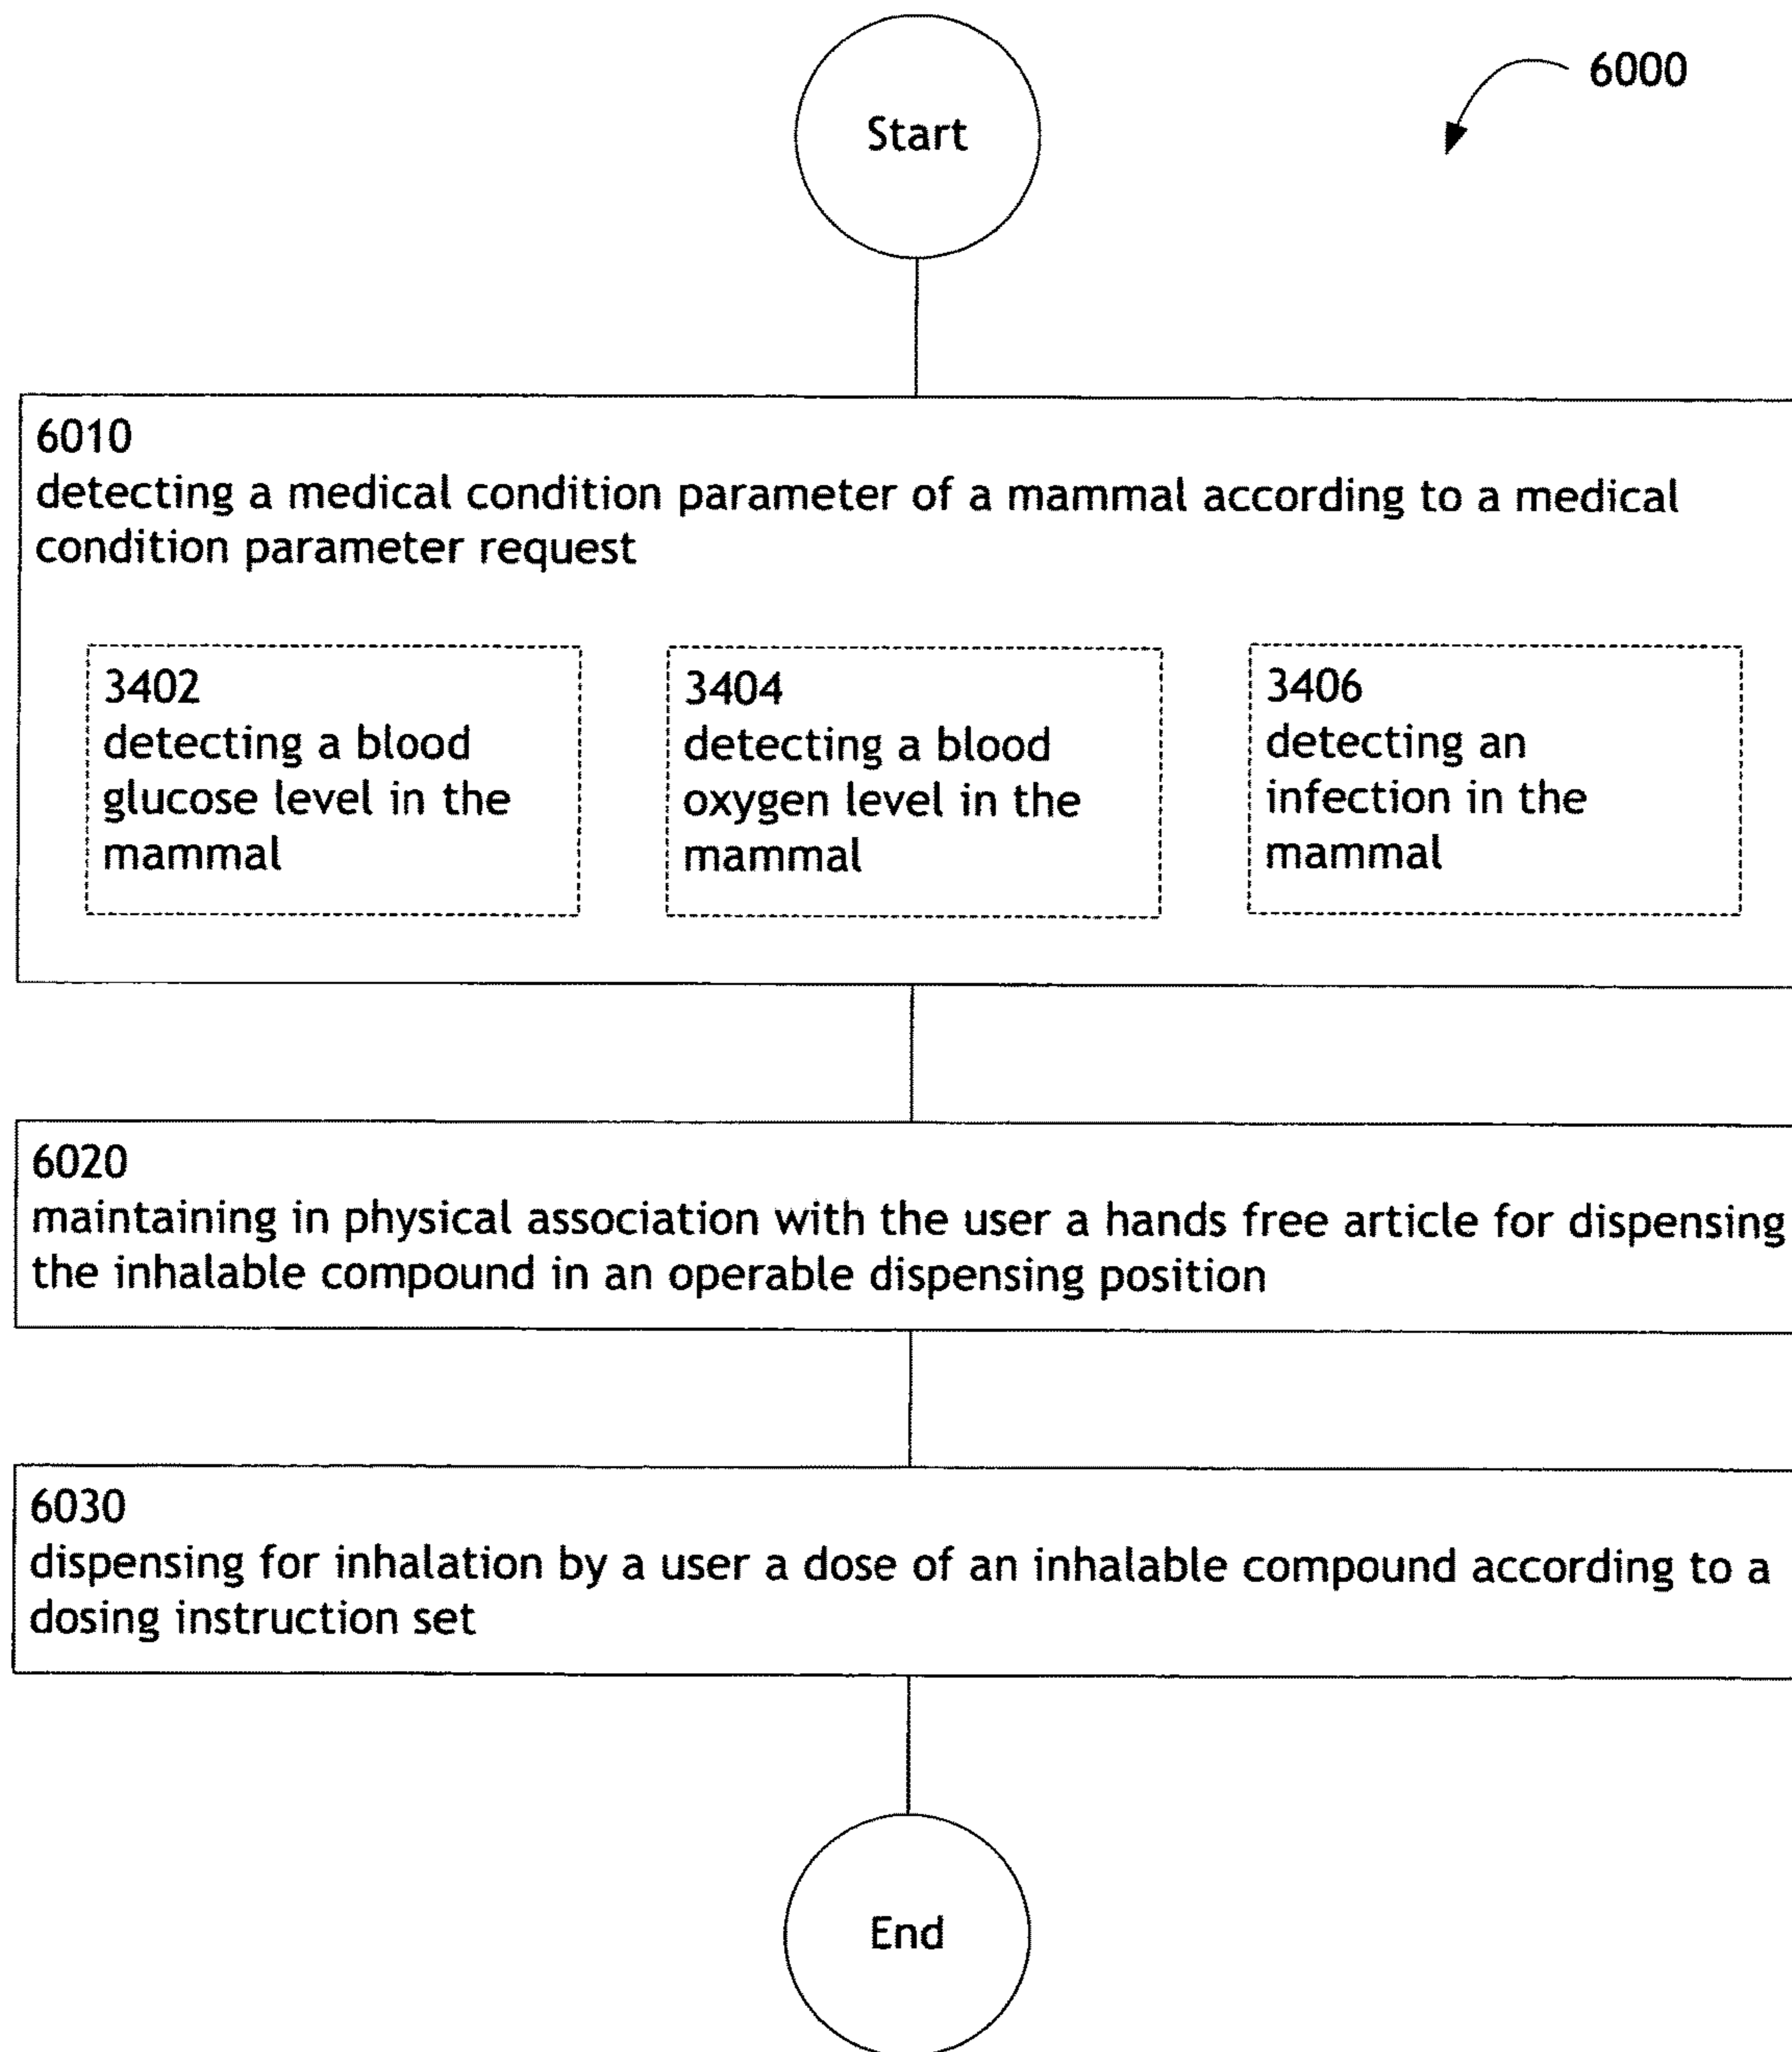 Start
6000
6010
detecting a medical condition parameter of a mammal according to a medical
condition parameter request
3402
detecting a blood
glucose level in the
mammal
3404
detecting a blood
oxygen level in the
mammal
3406
detecting an
infection in the
mammal
6020
maintaining in physical association with the user a hands free article for dispensing
the inhalable compound in an operable dispensing position
6030
dispensing for inhalation by a user a dose of an inhalable compound according to a
dosing instruction set
End